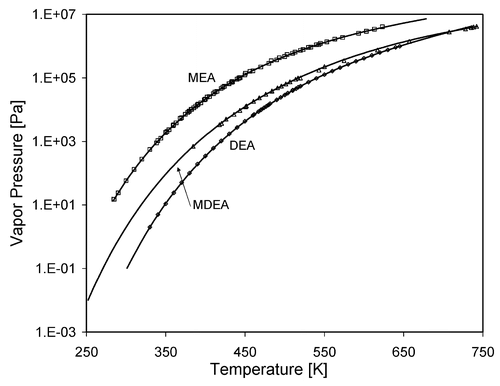 1.E+07
1.E+05
1.E+03
1.E+01
1.E-01
1.E-03
Vapor Pressure [Pa]
MEA
DEA
MDEA
250 350 450 550 650 750
Temperature [K]